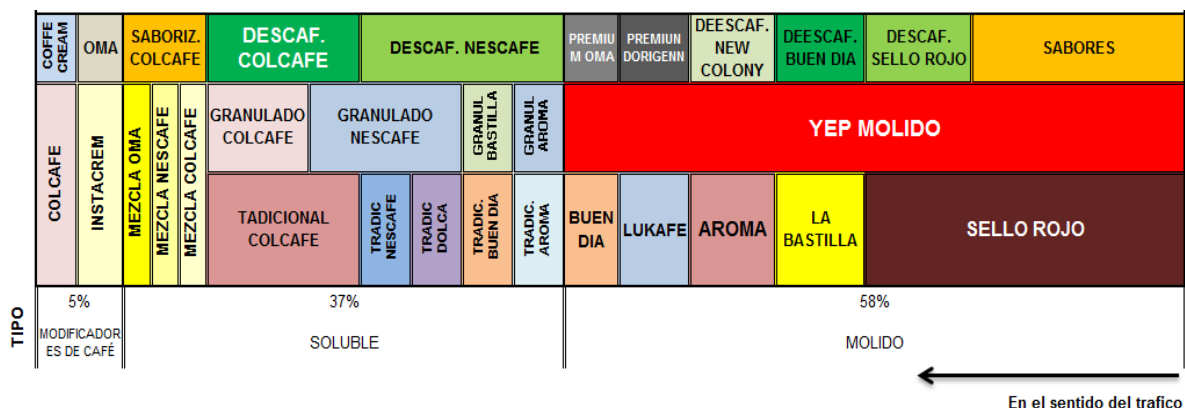 COFFE
CREAM
OMA
SABORIZ.
COLCAFE
DESCAF.
COLCAFE
DESCAF. NESCAFE
PREMIU
M OMA
PREMIUN
DORIGENN
DEESCAF.
NEW
COLONY
DEESCAF.
BUEN DIA
DESCAF.
SELLO ROJO
SABORES
COLCAFE
INSTACREM
MEZCLA OMA
MEZCLA NESCAFE
MEZCLA COLCAFE
GRANULADO
COLCAFE
GRANULADO
NESCAFE
GRANUL
BASTILLA
GRANUL
AROMA
YEP MOLIDO
TADICIONAL
COLCAFE
TRADIC
NESCAFE
TRADIC
DOLCA
TRADIC.
BUEN DIA
TRADIC.
AROMA
BUEN
DIA
LUKAFE
AROMA
LA
BASTILLA
SELLO ROJO
TIPO
5%
37%
58%
MODIFICADOR
ES DE CAFÉ
SOLUBLE
MOLIDO
En el sentido del trafico